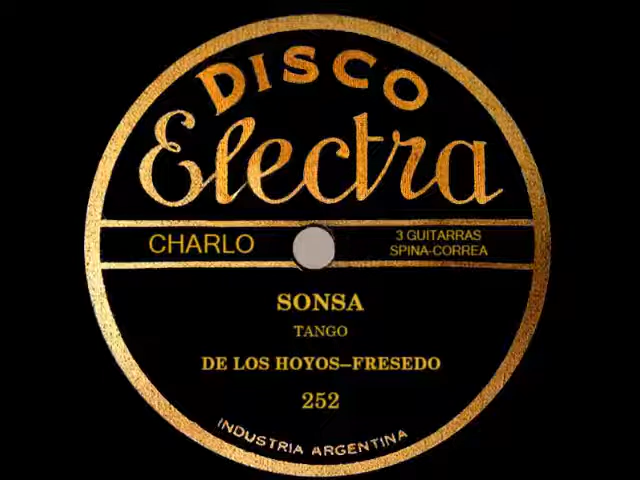 DISCO
Electra
CHARLO
3 GUITARRAS
SPINA-CORREA
SONSA
TANGO
DE LOS HOYOS–FRESEDO
252
INDUSTRIA ARGENTINA